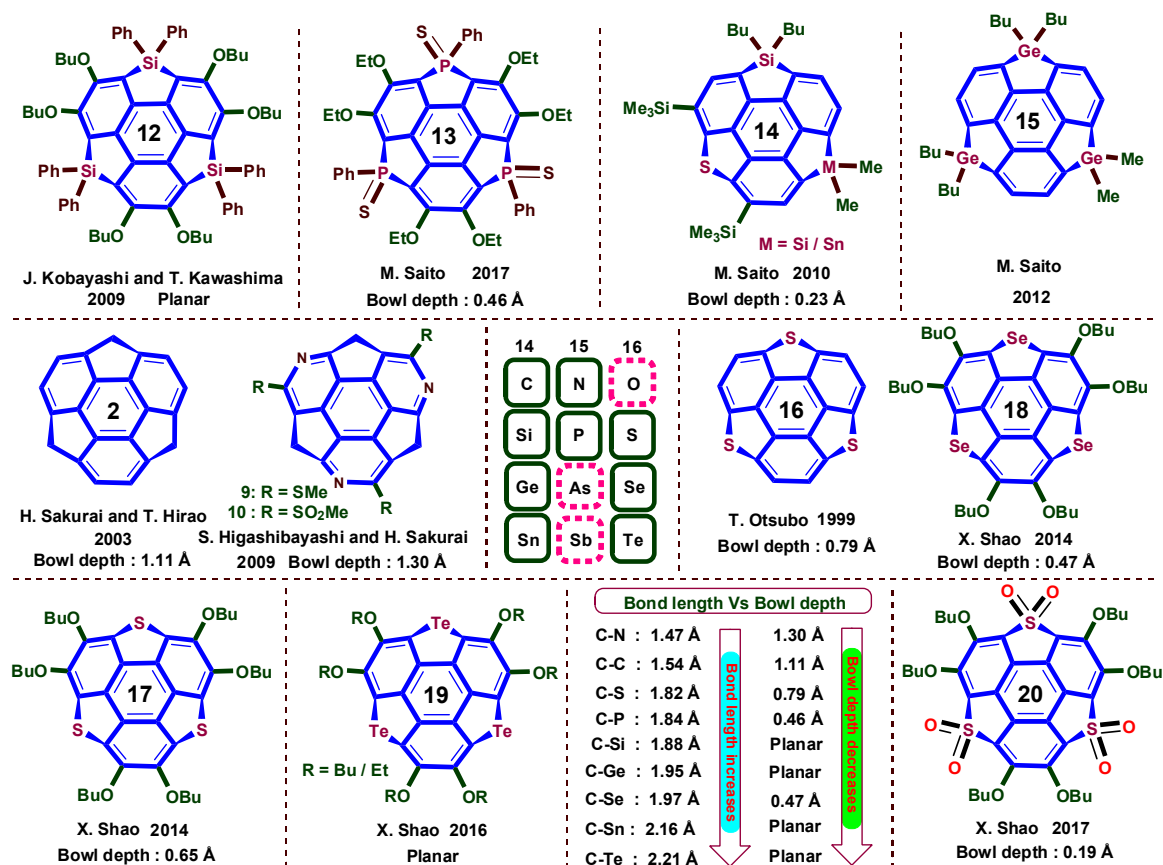 Ph Ph
BuO Si OBu
BuO OBu
12
Ph Si Si Ph
Ph Ph
BuO OBu
J. Kobayashi and T. Kawashima
2009 Planar
S Ph
EtO P OEt
EtO OEt
13
Ph P P S
S Ph
EtO OEt
M. Saito 2017
Bowl depth : 0.46 Å
Bu Bu
Si
Me3Si
14
S M Me
Me
Me3Si
M = Si / Sn
M. Saito 2010
Bowl depth : 0.23 Å
Bu Bu
Ge
15
Bu Ge Ge Me
Bu Me
M. Saito
2012
2
H. Sakurai and T. Hirao
2003
Bowl depth : 1.11 Å
R
N
R N
N
R
9: R = SMe
10 : R = SO2Me
S. Higashibayashi and H. Sakurai
2009 Bowl depth : 1.30 Å
14 15 16
C N O
Si P S
Ge As Se
Sn Sb Te
S
16
S S
T. Otsubo 1999
Bowl depth : 0.79 Å
BuO Se OBu
BuO OBu
18
Se Se
BuO OBu
X. Shao 2014
Bowl depth : 0.47 Å
BuO S OBu
BuO OBu
17
S S
BuO OBu
X. Shao 2014
Bowl depth : 0.65 Å
RO Te OR
RO OR
19
Te Te
R = Bu / Et
RO OR
X. Shao 2016
Planar
Bond length Vs Bowl depth
C-N : 1.47 Å 1.30 Å
C-C : 1.54 Å 1.11 Å
C-S : 1.82 Å 0.79 Å
C-P : 1.84 Å 0.46 Å
C-Si : 1.88 Å Planar
C-Ge : 1.95 Å Planar
C-Se : 1.97 Å 0.47 Å
C-Sn : 2.16 Å Planar
C-Te : 2.21 Å Planar
Bond length increases
Bowl depth decreases
O O
BuO S OBu
BuO OBu
20
O S S O
O O
BuO OBu
X. Shao 2017
Bowl depth : 0.19 Å